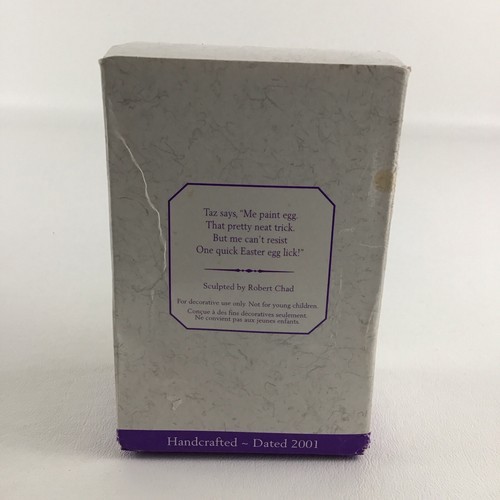 Taz says, "Me paint egg.
That pretty neat trick.
But me can't resist
One quick Easter egg lick!"
Sculpted by Robert Chad
For decorative use only. Not for young children.
Conçue à des fins décoratives seulement.
Ne convient pas aux jeunes enfants.
Handcrafted ~ Dated 2001